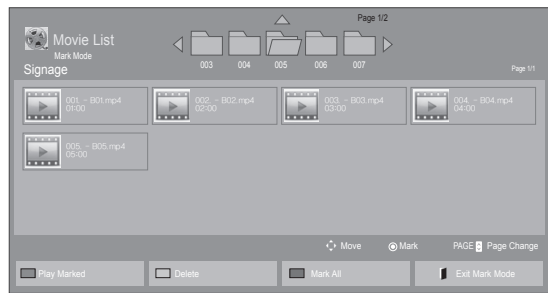 Page 1/2
Movie List
Mark Mode
003 004 005 006 007
Signage
Page 1/1
001. - B01.mp4
01:00
002. - B02.mp4
02:00
003. - B03.mp4
03:00
004. - B04.mp4
04:00
005. - B05.mp4
05:00
Move Mark PAGE Page Change
Play Marked Delete Mark All Exit Mark Mode